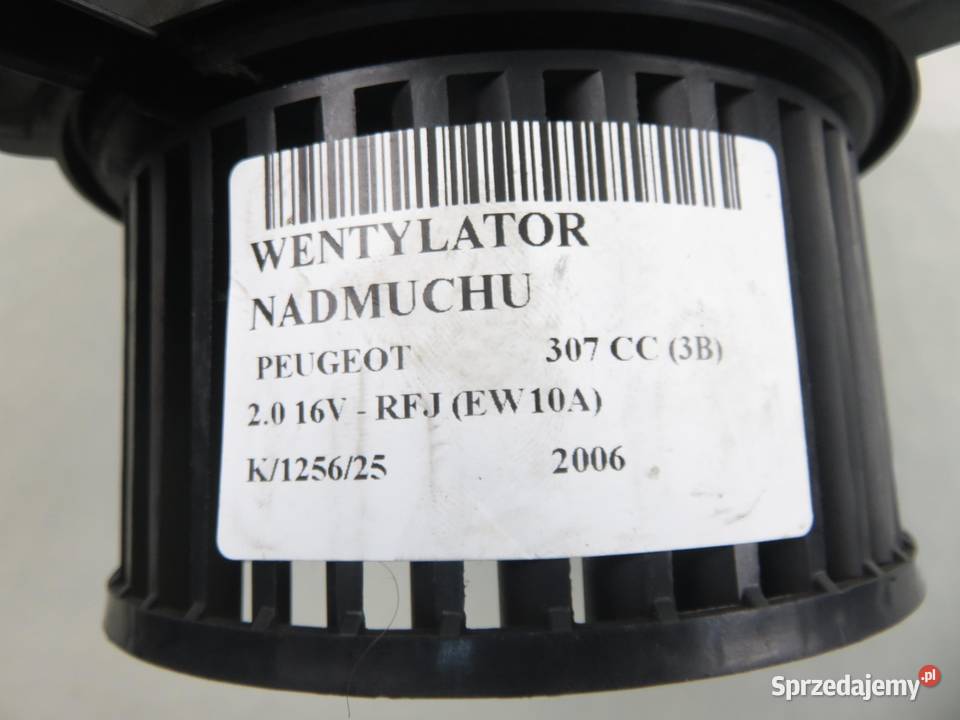 WENTYLATOR
NADMUCHU
PEUGEOT 307 CC (3B)
2.0 16V - RFJ (EW10A)
K/1256/25 2006
Sprzedajemy.pl